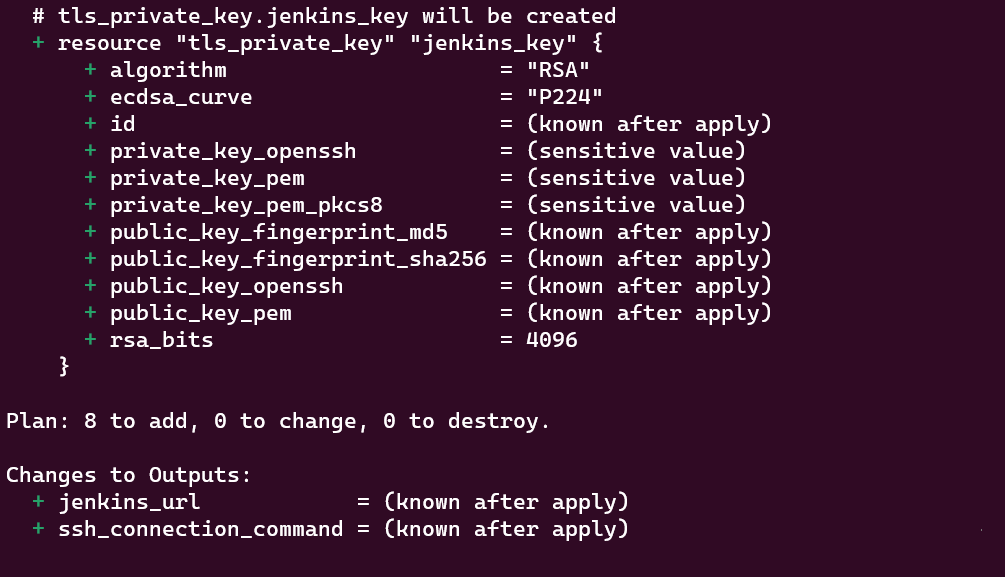 # tls_private_key.jenkins_key will be created
+ resource "tls_private_key" "jenkins_key" {
+ algorithm = "RSA"
+ ecdsa_curve = "P224"
+ id = (known after apply)
+ private_key_openssh = (sensitive value)
+ private_key_pem = (sensitive value)
+ private_key_pem_pkcs8 = (sensitive value)
+ public_key_fingerprint_md5 = (known after apply)
+ public_key_fingerprint_sha256 = (known after apply)
+ public_key_openssh = (known after apply)
+ public_key_pem = (known after apply)
+ rsa_bits = 4096
}
Plan: 8 to add, 0 to change, 0 to destroy.
Changes to Outputs:
+ jenkins_url = (known after apply)
+ ssh_connection_command = (known after apply)